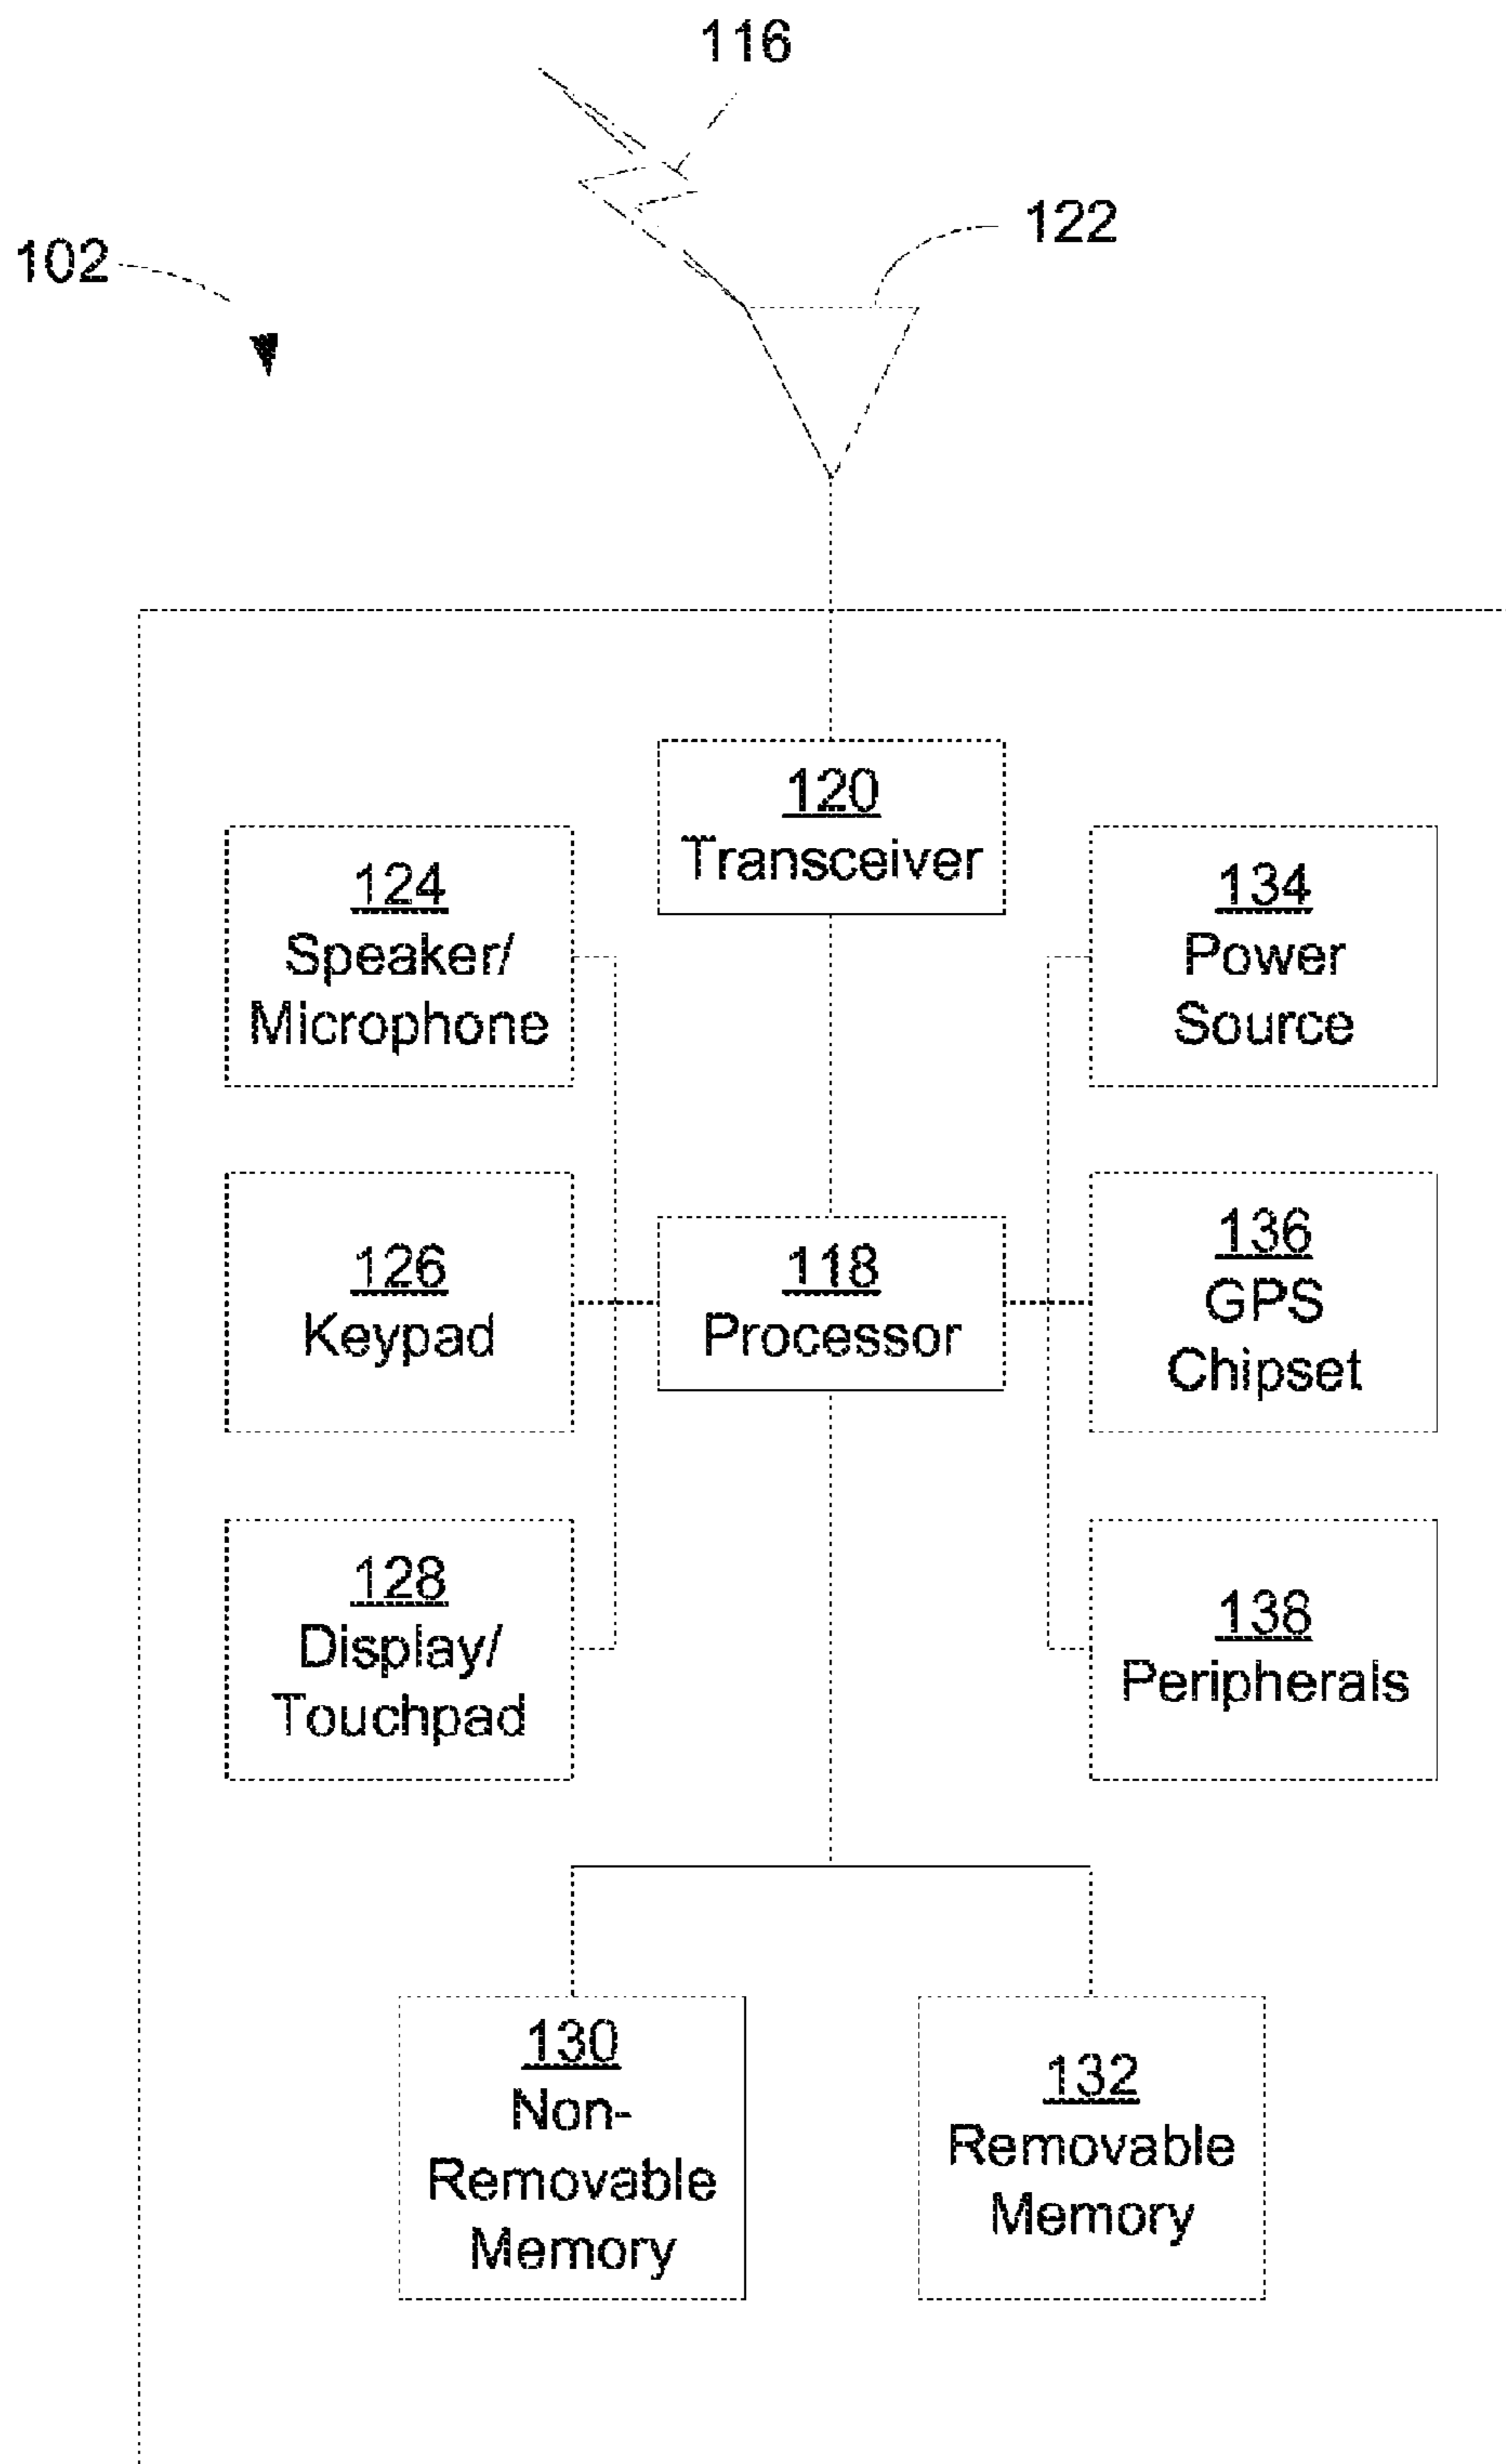 116
122
102
120
Transceiver
124
Speaker/
Microphone
134
Power
Source
126
Keypad
118
Processor
136
GPS
Chipset
128
Display/
Touchpad
138
Peripherals
130
Non-
Removable
Memory
132
Removable
Memory